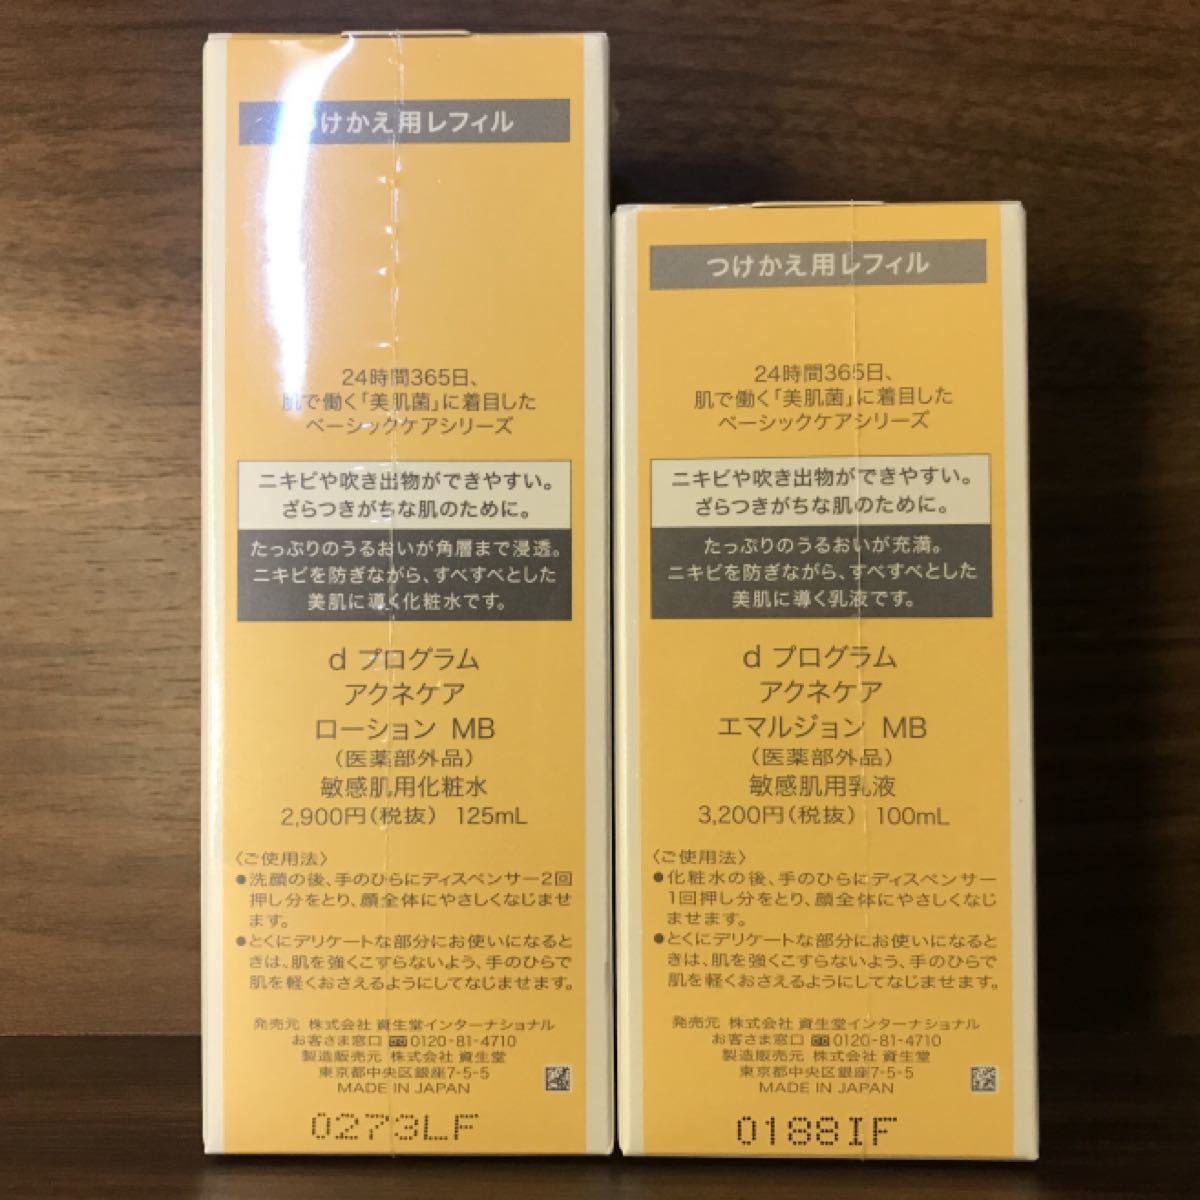 つけかえ用レフィル
24時間365日、
肌で働く「美肌菌」に着目した
ベーシックケアシリーズ
ニキビや吹き出物ができやすい。
ざらつきがちな肌のために。
たっぷりのうるおいが角層まで浸透。
ニキビを防ぎながら、すべすべとした
美肌に導く化粧水です。
d プログラム
アクネケア
ローション MB
（医薬部外品）
敏感肌用化粧水
2,900円（税抜） 125mL
〈ご使用法〉
●洗顔の後、手のひらにディスペンサー2回
押し分をとり、顔全体にやさしくなじませ
ます。
●とくにデリケートな部分にお使いになると
きは、肌を強くこすらないよう、手のひらで
肌を軽くおさえるようにしてなじませます。
発売元 株式会社 資生堂インターナショナル
お客さま窓口 0120-81-4710
製造販売元 株式会社 資生堂
東京都中央区銀座7-5-5
MADE IN JAPAN
0273LF
つけかえ用レフィル
24時間365日、
肌で働く「美肌菌」に着目した
ベーシックケアシリーズ
ニキビや吹き出物ができやすい。
ざらつきがちな肌のために。
たっぷりのうるおいが充満。
ニキビを防ぎながら、すべすべとした
美肌に導く乳液です。
d プログラム
アクネケア
エマルジョン MB
（医薬部外品）
敏感肌用乳液
3,200円（税抜） 100mL
〈ご使用法〉
●化粧水の後、手のひらにディスペンサー
1回押し分をとり、顔全体にやさしくなじ
ませます。
●とくにデリケートな部分にお使いになると
きは、肌を強くこすらないよう、手のひらで
肌を軽くおさえるようにしてなじませます。
発売元 株式会社 資生堂インターナショナル
お客さま窓口 0120-81-4710
製造販売元 株式会社 資生堂
東京都中央区銀座7-5-5
MADE IN JAPAN
0188IF